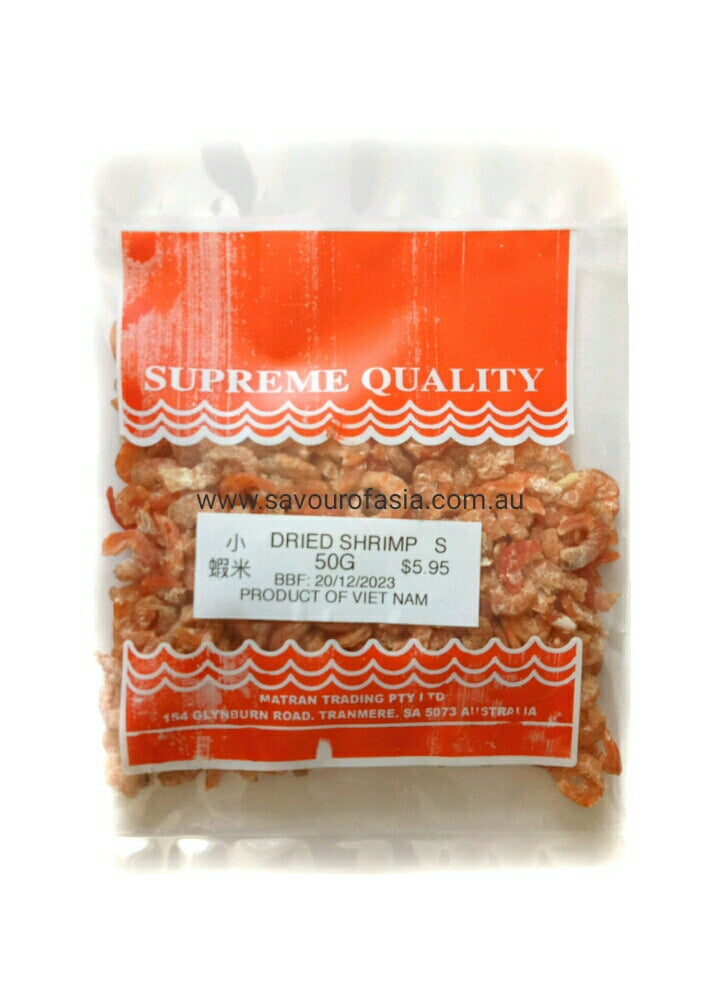 SUPREME QUALITY
www.savourofasia.com.au
小 DRIED SHRIMP S
蝦米 50G $5.95
BBF: 20/12/2023
PRODUCT OF VIET NAM
MATRAN TRADING PTY LTD
154 GLYNBURN ROAD. TRANMERE. SA 5073 AUSTRALIA